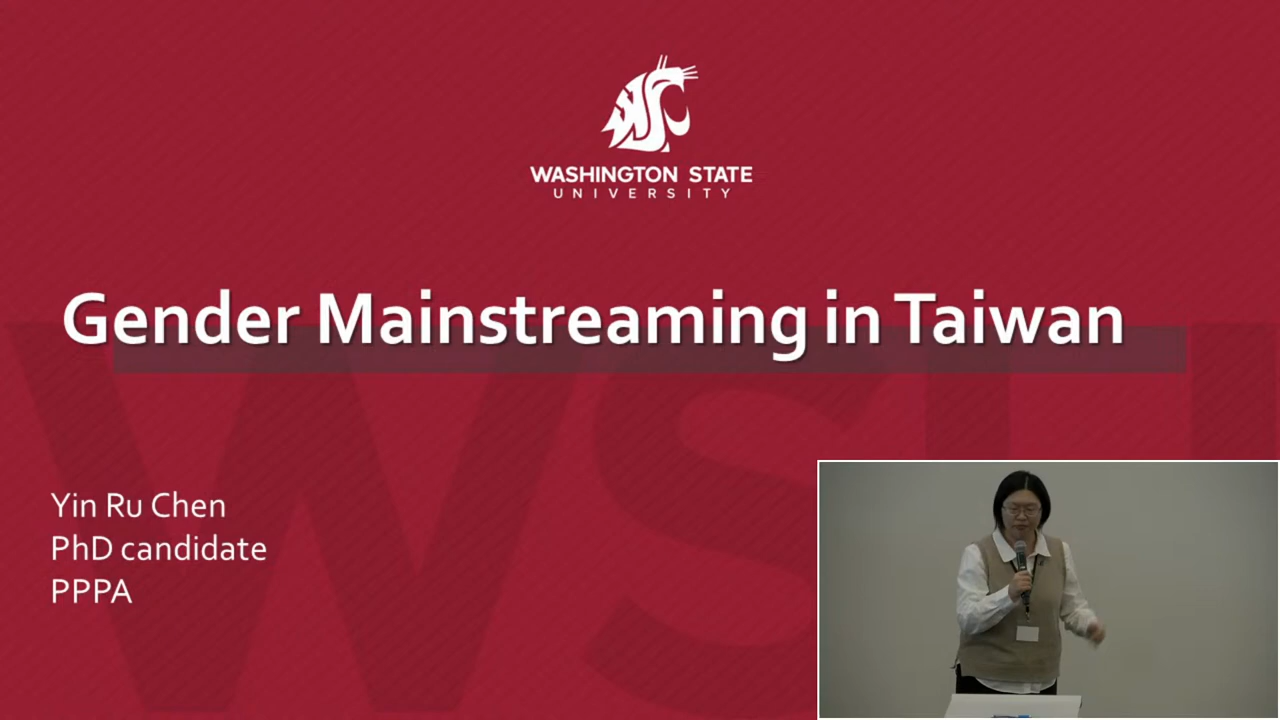 WASHINGTON STATE
UNIVERSITY
Gender Mainstreaming in Taiwan
Yin Ru Chen
PhD candidate
PPPA